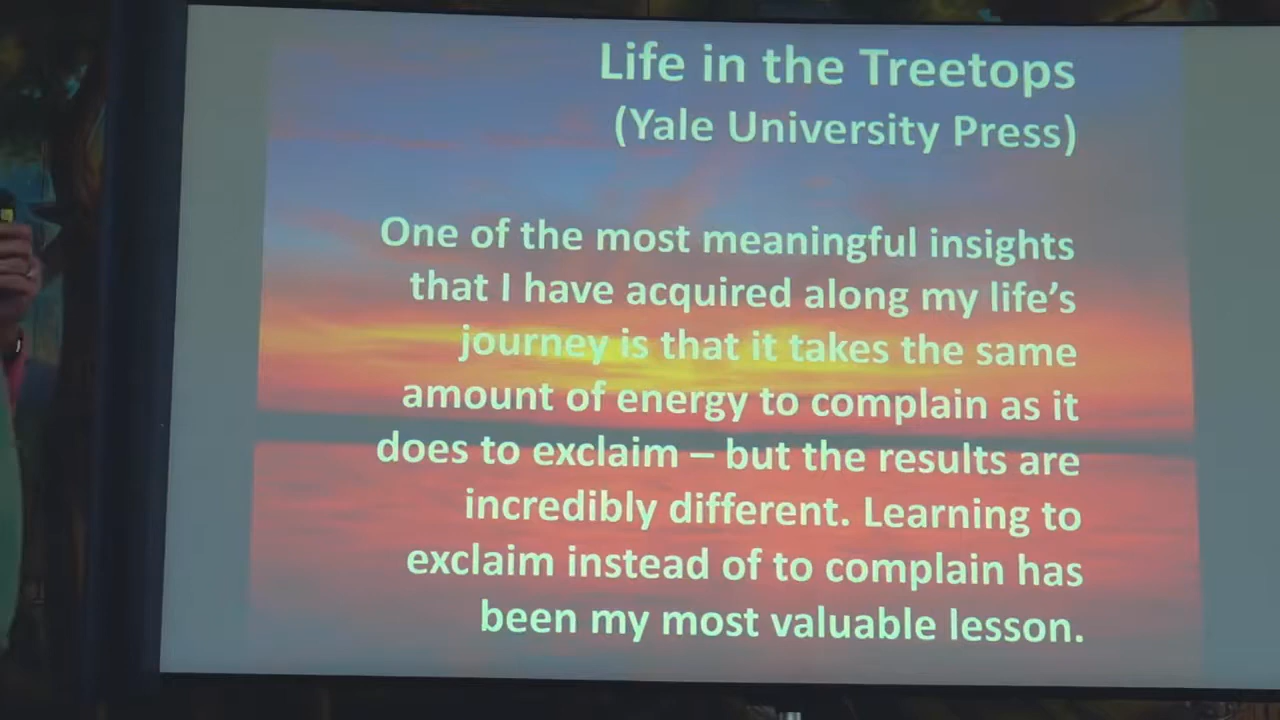 Life in the Treetops
(Yale University Press)
One of the most meaningful insights
that I have acquired along my life’s
journey is that it takes the same
amount of energy to complain as it
does to exclaim – but the results are
incredibly different. Learning to
exclaim instead of to complain has
been my most valuable lesson.